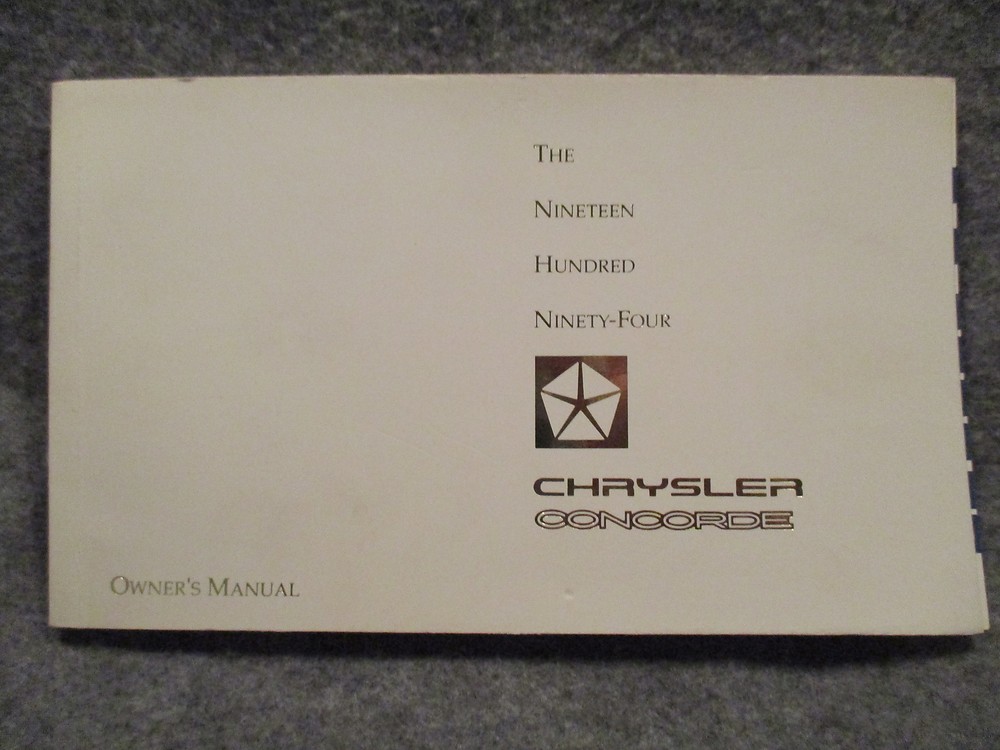 The
Nineteen
Hundred
Ninety-Four
CHRYSLER
CONCORDE
Owner's Manual